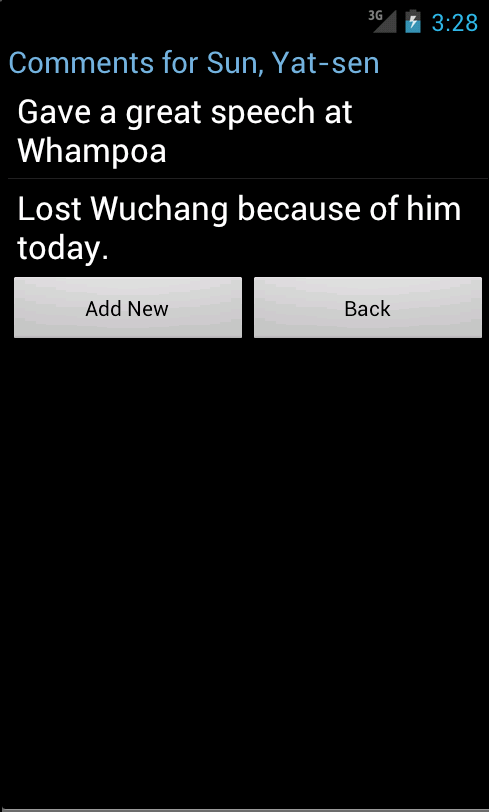 3G 3:28
Comments for Sun, Yat-sen
Gave a great speech at
Whampoa
Lost Wuchang because of him
today.
Add New Back